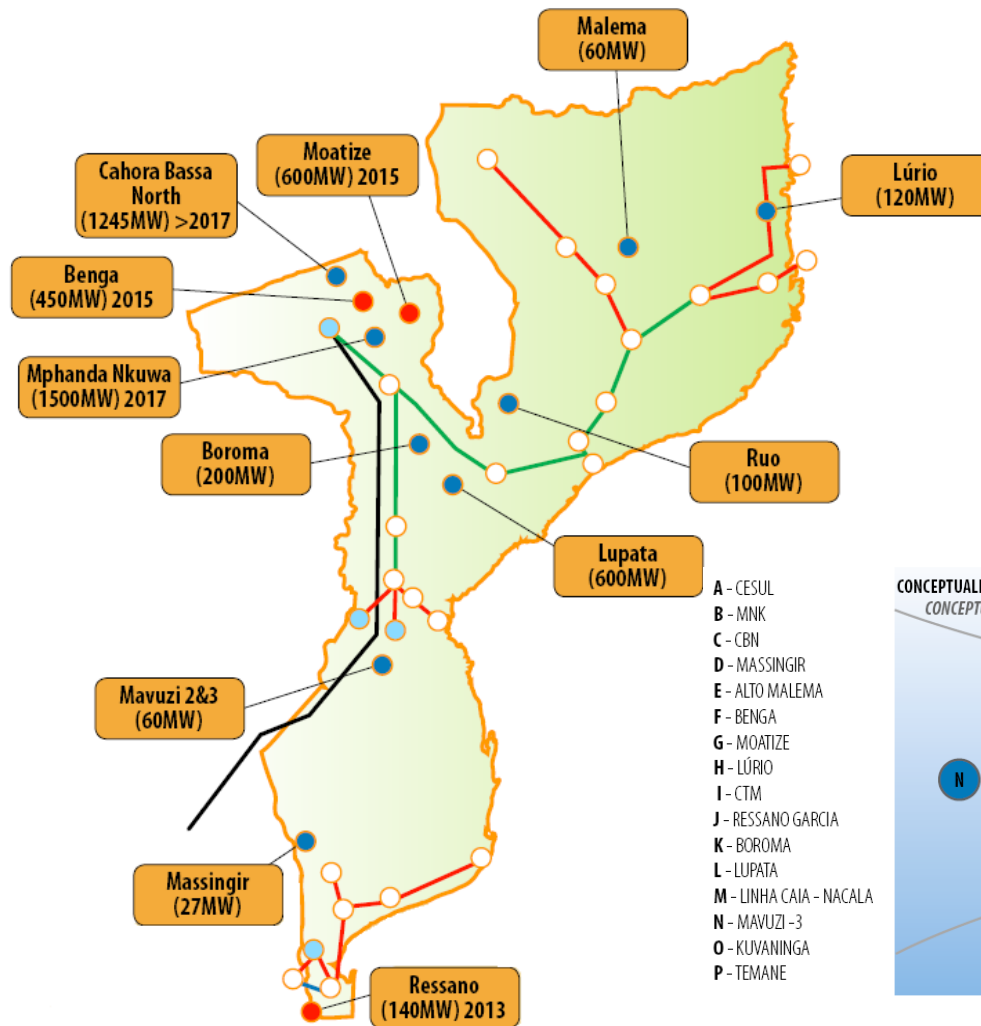 Malema
(60MW)
Moatize
(600MW) 2015
Cahora Bassa
North
(1245MW) >2017
Lúrio
(120MW)
Benga
(450MW) 2015
Mphanda Nkuwa
(1500MW) 2017
Boroma
(200MW)
Ruo
(100MW)
Lupata
(600MW)
Mavuzi 2&3
(60MW)
Massingir
(27MW)
Ressano
(140MW) 2013
A - CESUL
B - MNK
C - CBN
D - MASSINGIR
E - ALTO MALEMA
F - BENGA
G - MOATIZE
H - LÚRIO
I - CTM
J - RESSANO GARCIA
K - BOROMA
L - LUPATA
M - LINHA CAIA - NACALA
N - MAVUZI -3
O - KUVANINGA
P - TEMANE
N